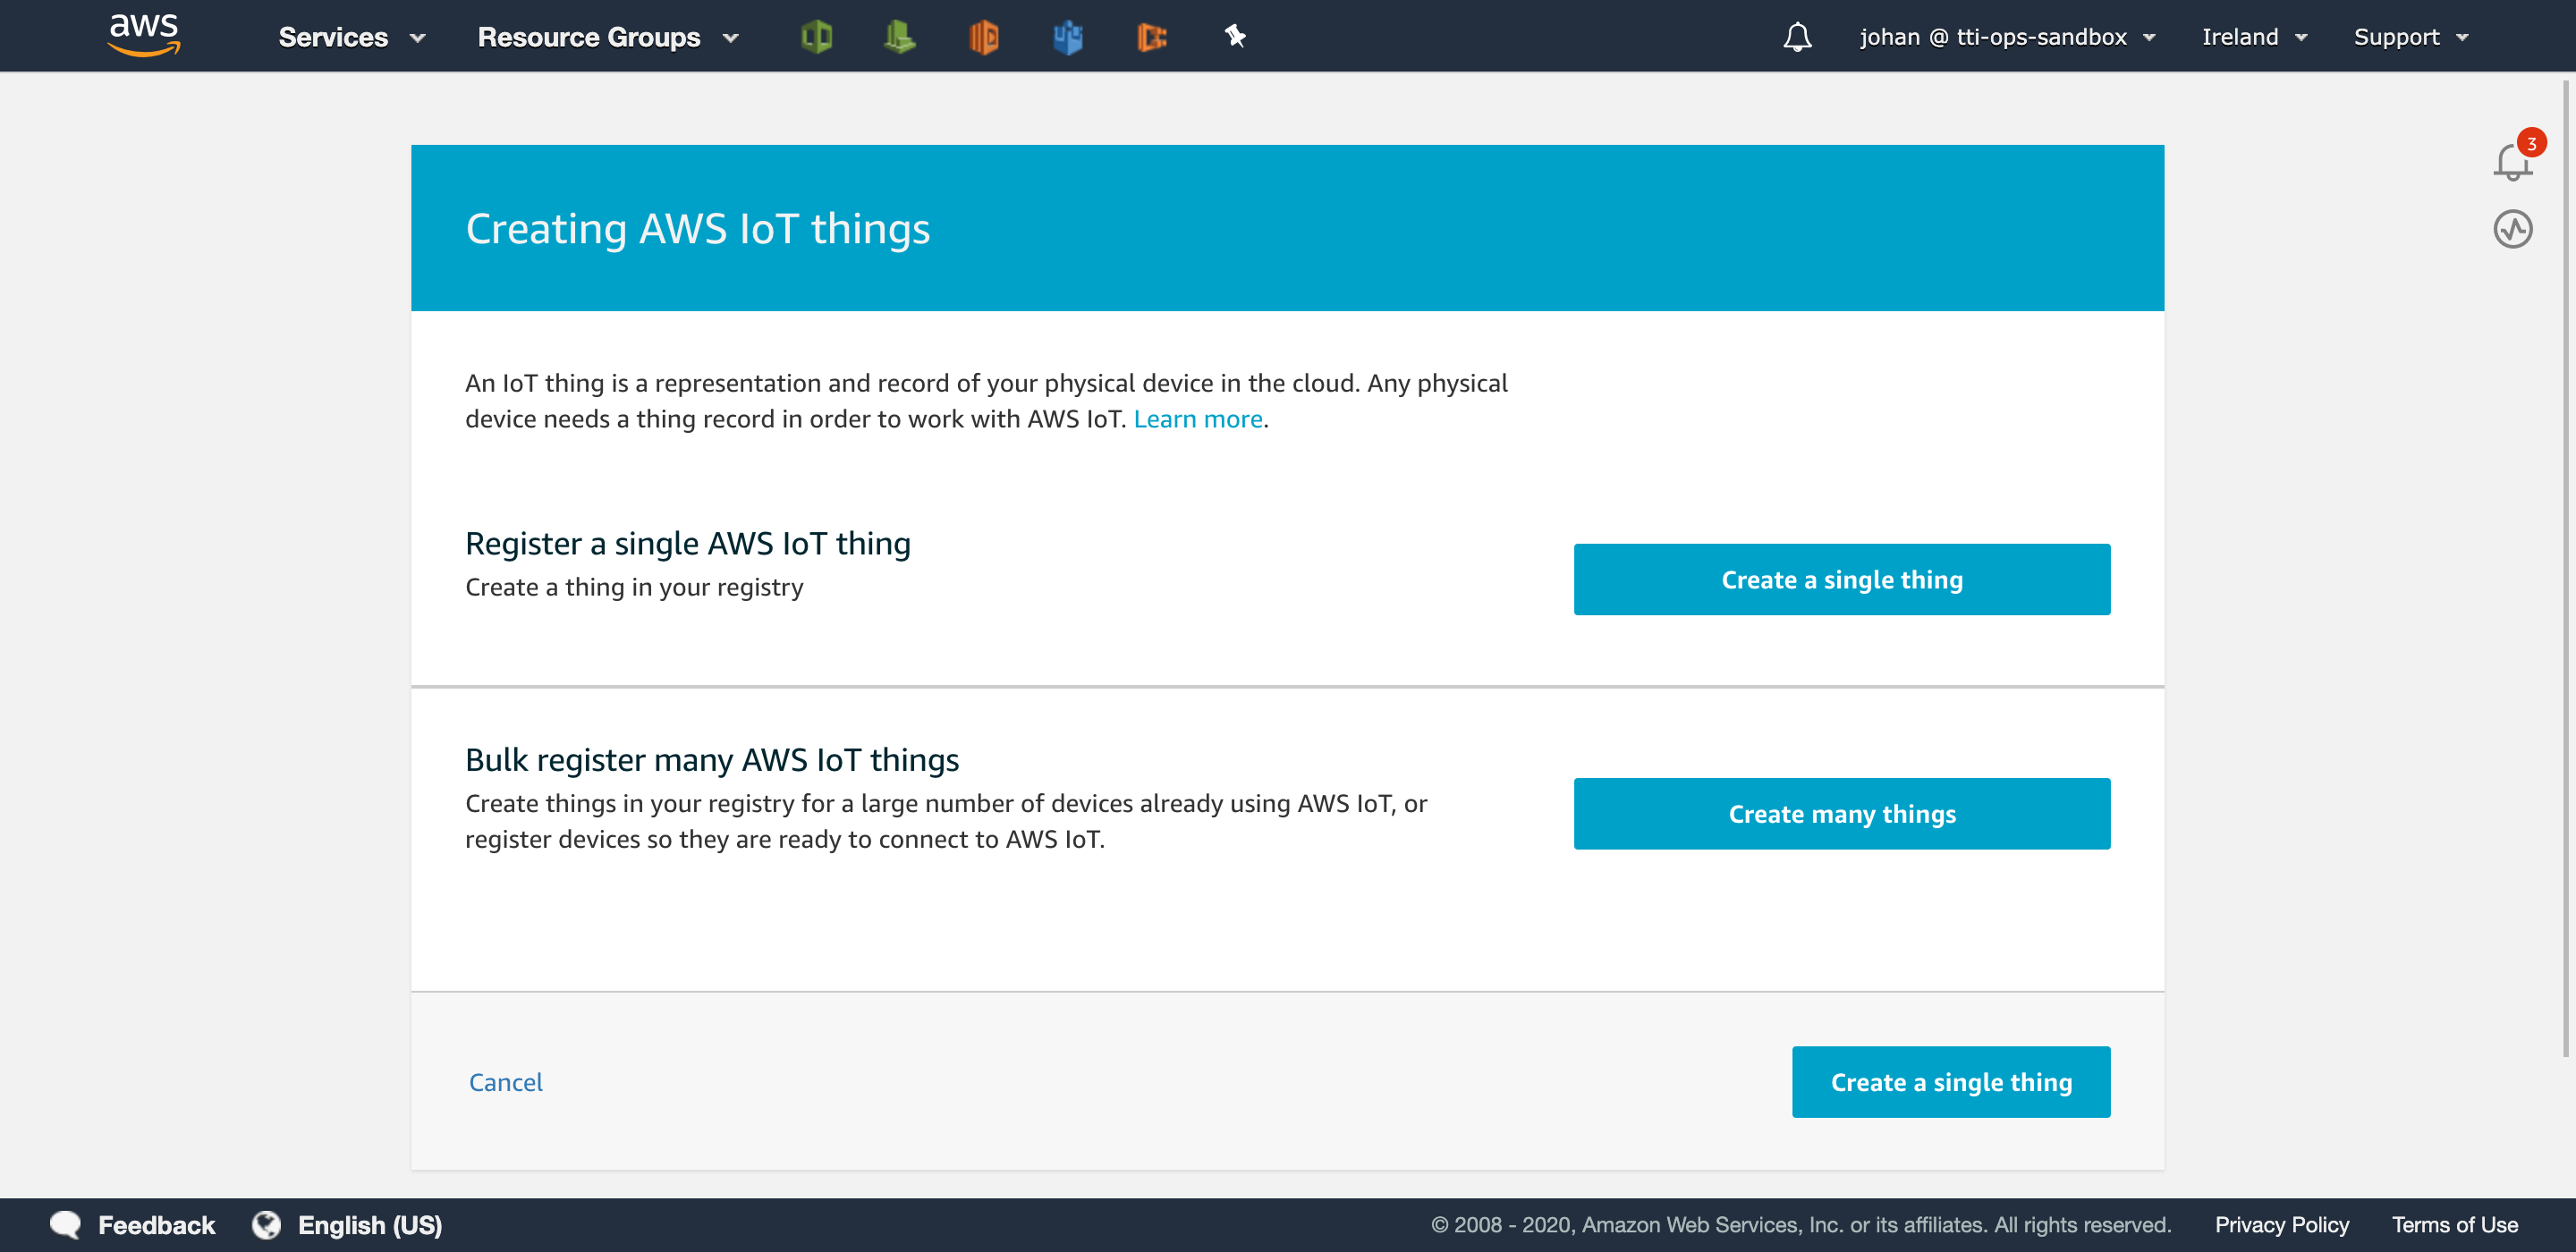 aws
Services
Resource Groups
johan @ tti-ops-sandbox
Ireland
Support
3
Creating AWS IoT things
An IoT thing is a representation and record of your physical device in the cloud. Any physical
device needs a thing record in order to work with AWS IoT. Learn more.
Register a single AWS IoT thing
Create a thing in your registry
Create a single thing
Bulk register many AWS IoT things
Create things in your registry for a large number of devices already using AWS IoT, or
register devices so they are ready to connect to AWS IoT.
Create many things
Cancel
Create a single thing
Feedback
English (US)
© 2008 - 2020, Amazon Web Services, Inc. or its affiliates. All rights reserved.
Privacy Policy
Terms of Use